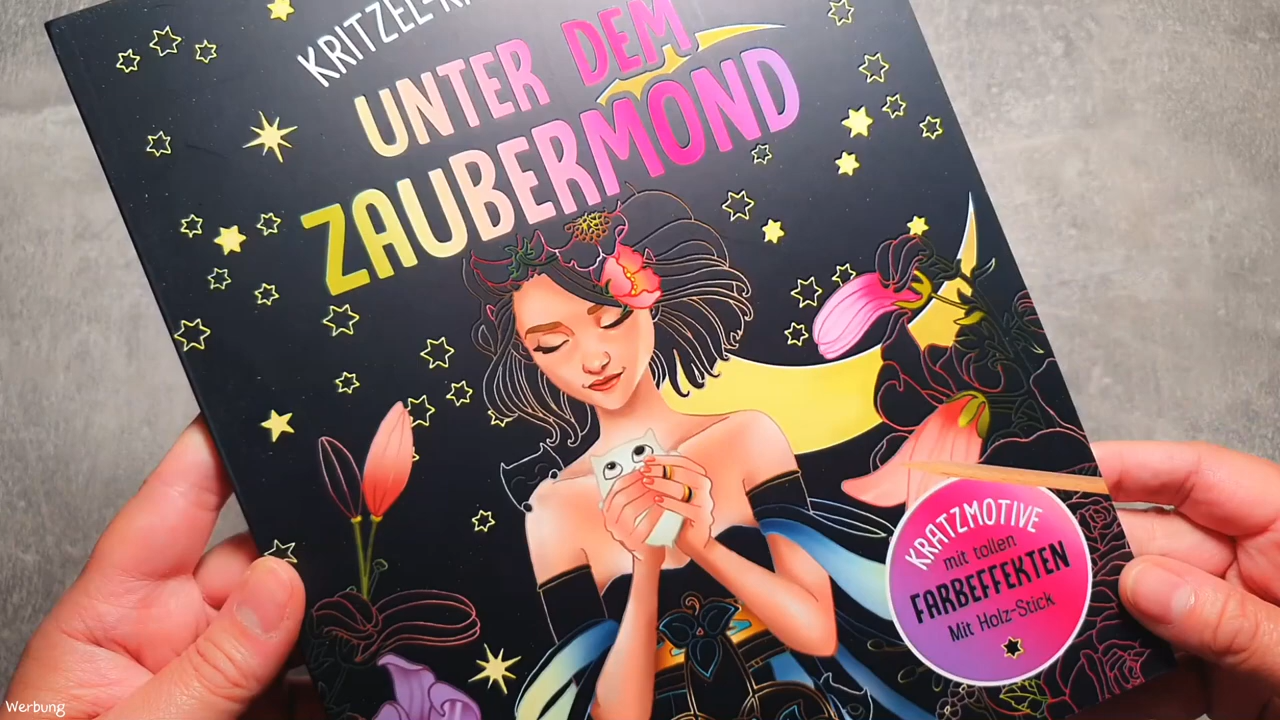 UNTER DEM
ZAUBERMOND
KRATZMOTIVE
mit tollen
FARBEFFEKTEN
Mit Holz-Stick
Werbung